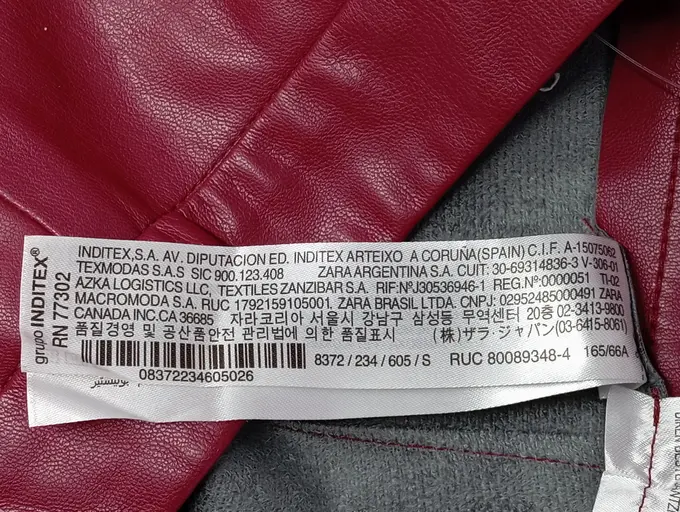 grupo INDITEX®
RN 77302
INDITEX,S.A. AV. DIPUTACION ED. INDITEX ARTEIXO A CORUÑA(SPAIN) C.I.F. A-15075062
TEXMODAS S.A.S SIC 900.123.408 ZARA ARGENTINA S.A. CUIT: 30-69314836-3 V-306-01
AZKA LOGISTICS LLC, TEXTILES ZANZIBAR S.A. RIF:NºJ30536946-1 REG.Nº:0000051 TI-02
MACROMODA S.A. RUC 1792159105001, ZARA BRASIL LTDA. CNPJ: 02952485000491 ZARA
CANADA INC.CA 36685 자라코리아 서울시 강남구 삼성동 무역센터 20층 02-3413-9800
품질경영 및 공산품안전 관리법에 의한 품질표시 (株)ザラ・ジャパン(03-6415-8061)
8372 / 234 / 605 / S RUC 80089348-4 165/66A
08372234605026
بوليستير